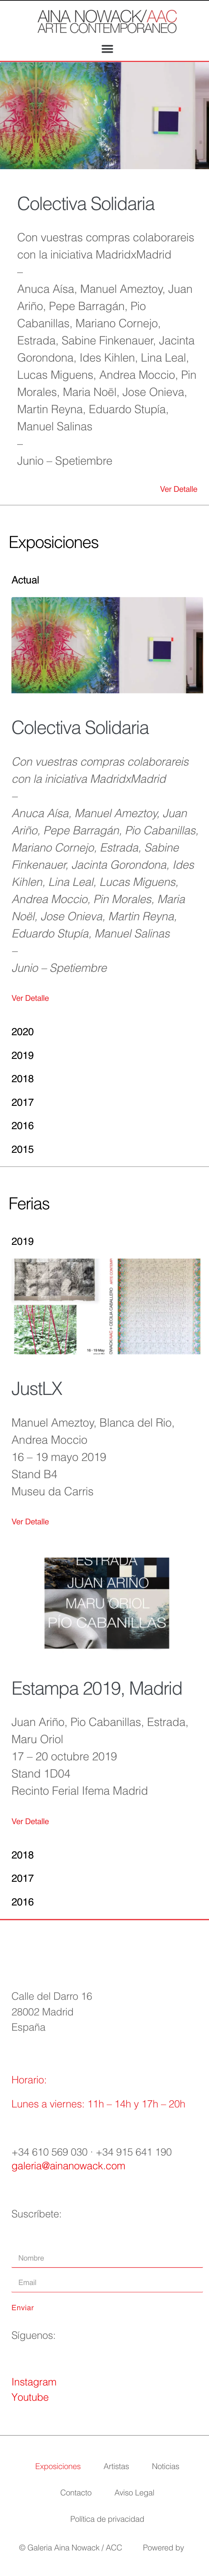 AINA NOWACK/AAC
ARTE CONTEMPORANEO
Colectiva Solidaria
Con vuestras compras colaborareis
con la iniciativa MadridxMadrid
–
Anuca Aísa, Manuel Ameztoy, Juan
Ariño, Pepe Barragán, Pio
Cabanillas, Mariano Cornejo,
Estrada, Sabine Finkenauer, Jacinta
Gorondona, Ides Kihlen, Lina Leal,
Lucas Miguens, Andrea Moccio, Pin
Morales, Maria Noël, Jose Onieva,
Martin Reyna, Eduardo Stupía,
Manuel Salinas
–
Junio – Spetiembre
Ver Detalle
Exposiciones
Actual
Colectiva Solidaria
Con vuestras compras colaborareis
con la iniciativa MadridxMadrid
–
Anuca Aísa, Manuel Ameztoy, Juan
Ariño, Pepe Barragán, Pio Cabanillas,
Mariano Cornejo, Estrada, Sabine
Finkenauer, Jacinta Gorondona, Ides
Kihlen, Lina Leal, Lucas Miguens,
Andrea Moccio, Pin Morales, Maria
Noël, Jose Onieva, Martin Reyna,
Eduardo Stupía, Manuel Salinas
–
Junio – Spetiembre
Ver Detalle
2020
2019
2018
2017
2016
2015
Ferias
2019
JustLX
Manuel Ameztoy, Blanca del Rio,
Andrea Moccio
16 – 19 mayo 2019
Stand B4
Museu da Carris
Ver Detalle
ESTRADA
JUAN ARIÑO
MARU ORIOL
PIO CABANILLAS
Estampa 2019, Madrid
Juan Ariño, Pio Cabanillas, Estrada,
Maru Oriol
17 – 20 octubre 2019
Stand 1D04
Recinto Ferial Ifema Madrid
Ver Detalle
2018
2017
2016
Calle del Darro 16
28002 Madrid
España
Horario:
Lunes a viernes: 11h – 14h y 17h – 20h
+34 610 569 030 · +34 915 641 190
galeria@ainanowack.com
Suscríbete:
Nombre
Email
Enviar
Síguenos:
Instagram
Youtube
Exposiciones Artistas Noticias
Contacto Aviso Legal
Política de privacidad
© Galeria Aina Nowack / ACC Powered by